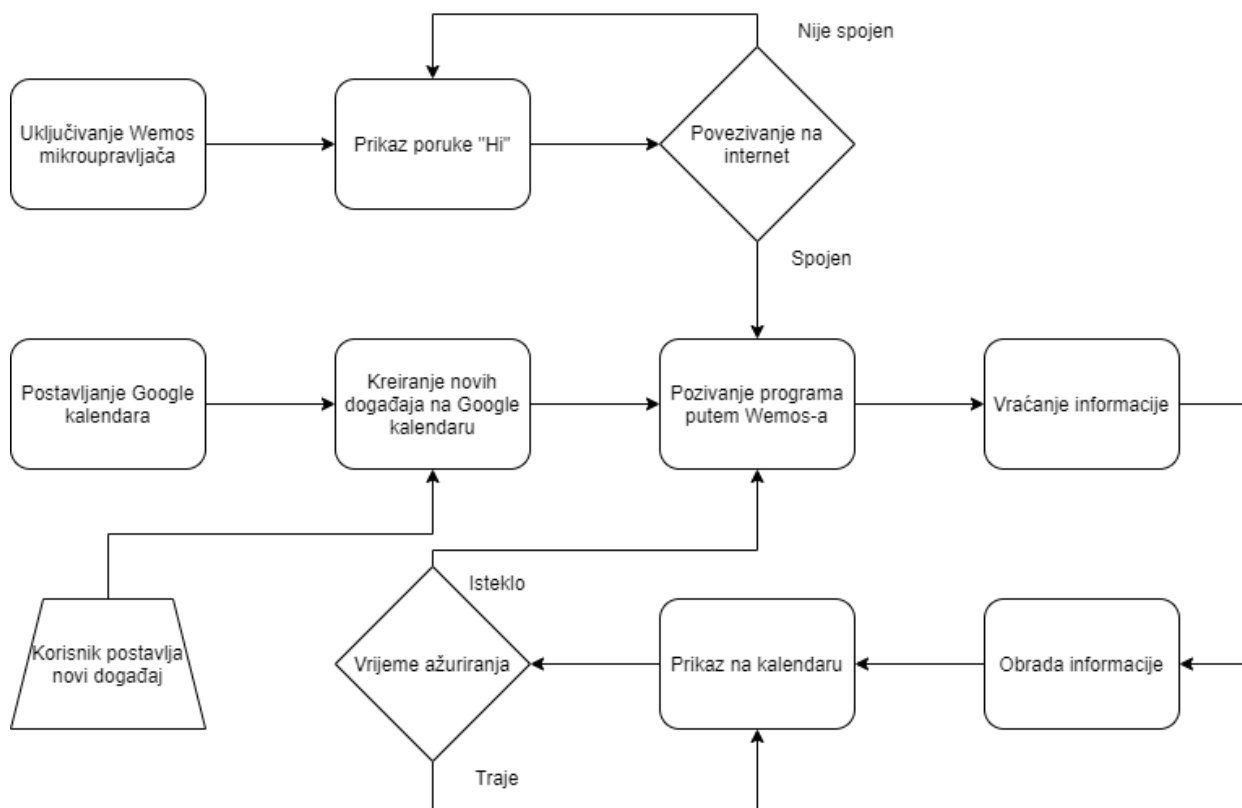 Nije spojen
Uključivanje Wemos
mikroupravljača
Prikaz poruke "Hi"
Povezivanje na
internet
Spojen
Postavljanje Google
kalendara
Kreiranje novih
događaja na Google
kalendaru
Pozivanje programa
putem Wemos-a
Vraćanje informacije
Isteklo
Korisnik postavlja
novi događaj
Vrijeme ažuriranja
Prikaz na kalendaru
Obrada informacije
Traje